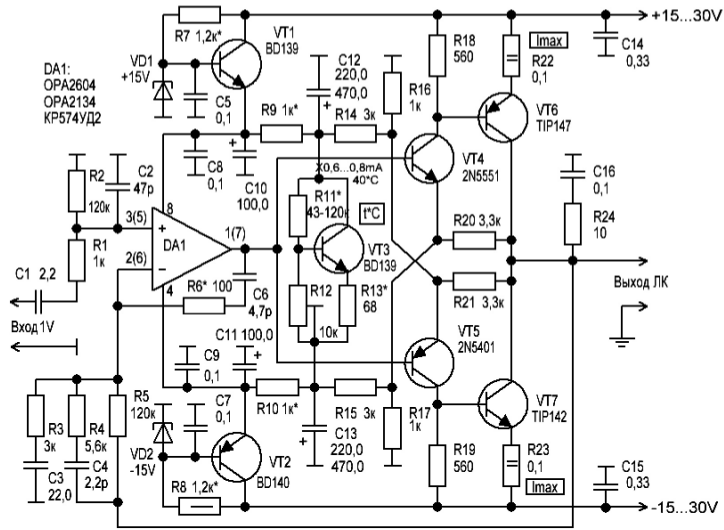 R7 1,2к*
VT1
BD139
+15...30V
VD1
+15V
DA1:
OPA2604
OPA2134
КР574УД2
C5
0,1
C12
220,0
470,0
+
R18
560
Imax
R22
0,1
C14
0,33
R9 1к*
R14 3к
R16
1к
VT6
TIP147
R2
120к
C2
47p
C8
0,1
+
C10
100,0
X0,6...0,8mA
40*C
VT4
2N5551
C16
0,1
R11*
43-120к
t*C
R24
10
8
3(5)
+
DA1
1(7)
2(6)
−
4
R1
1к
VT3
BD139
R20 3,3к
C1 2,2
R6* 100
C6
4,7p
R12
10к
R13*
68
R21 3,3к
Выход ЛК
Вход 1V
C11 100,0
+
VT5
2N5401
C9
0,1
R10 1к*
R15 3к
R17
1к
VT7
TIP142
R3
3к
R4
5,6к
R5
120к
C7
0,1
C3
22,0
C4
2,2p
VD2
-15V
VT2
BD140
+
C13
220,0
470,0
R19
560
R23
0,1
Imax
C15
0,33
R8 1,2к*
-15...30V